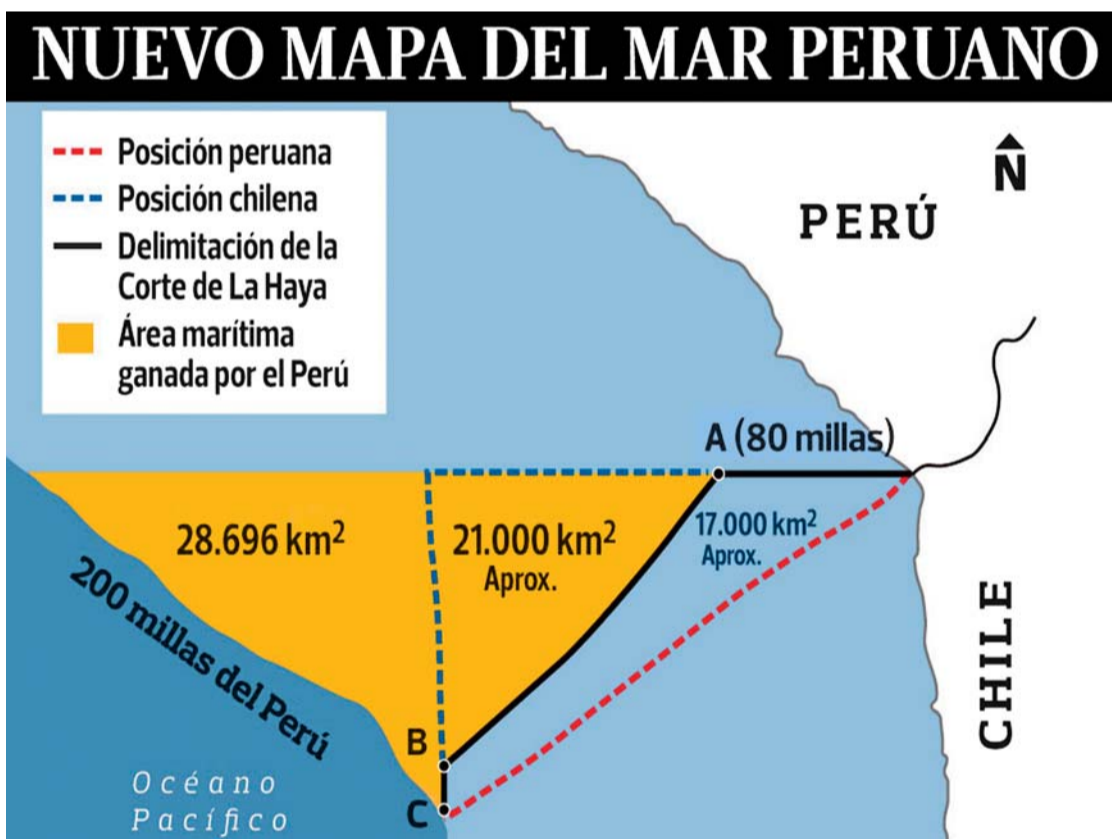 NUEVO MAPA DEL MAR PERUANO
Posición peruana
Posición chilena
Delimitación de la
Corte de La Haya
Área marítima
ganada por el Perú
N
PERÚ
A (80 millas)
28.696 km²
21.000 km²
Aprox.
17.000 km²
Aprox.
200 millas del Perú
CHILE
B
C
Océano
Pacífico